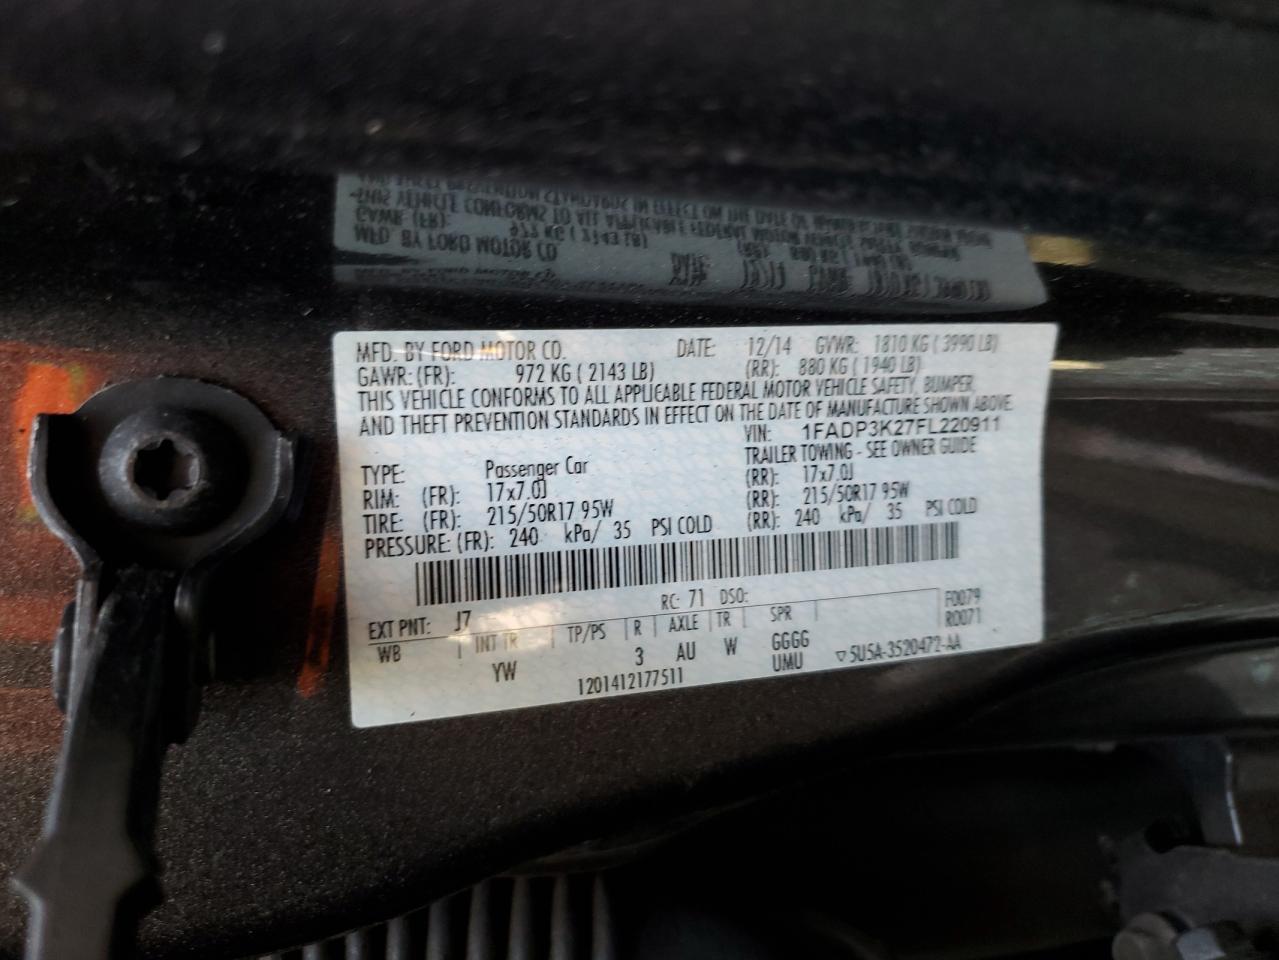 MFD. BY FORD MOTOR CO. DATE: 12/14 GVWR: 1810 KG ( 3990 LB)
GAWR: (FR): 972 KG ( 2143 LB) (RR): 880 KG ( 1940 LB)
THIS VEHICLE CONFORMS TO ALL APPLICABLE FEDERAL MOTOR VEHICLE SAFETY, BUMPER,
AND THEFT PREVENTION STANDARDS IN EFFECT ON THE DATE OF MANUFACTURE SHOWN ABOVE.
VIN: 1FADP3K27FL220911
TYPE: Passenger Car TRAILER TOWING - SEE OWNER GUIDE
RIM: (FR): 17x7.0J (RR): 17x7.0J
TIRE: (FR): 215/50R17 95W (RR): 215/50R17 95W
PRESSURE: (FR): 240 kPa/ 35 PSI COLD (RR): 240 kPa/ 35 PSI COLD
EXT PNT: J7 RC: 71 DSO: F0079
WB INT TR TP/PS R AXLE TR SPR R0071
YW 3 AU W GGGG
1201412177511 UMU ▽5U5A-3520472-AA